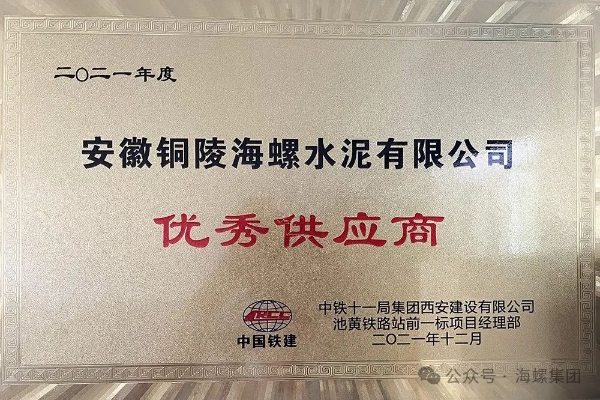 二〇二一年度
安徽铜陵海螺水泥有限公司
优秀供应商
CRCC
中国铁建
中铁十一局集团西安建设有限公司
池黄铁路站前一标项目经理部
二〇二一年十二月
公众号 · 海螺集团